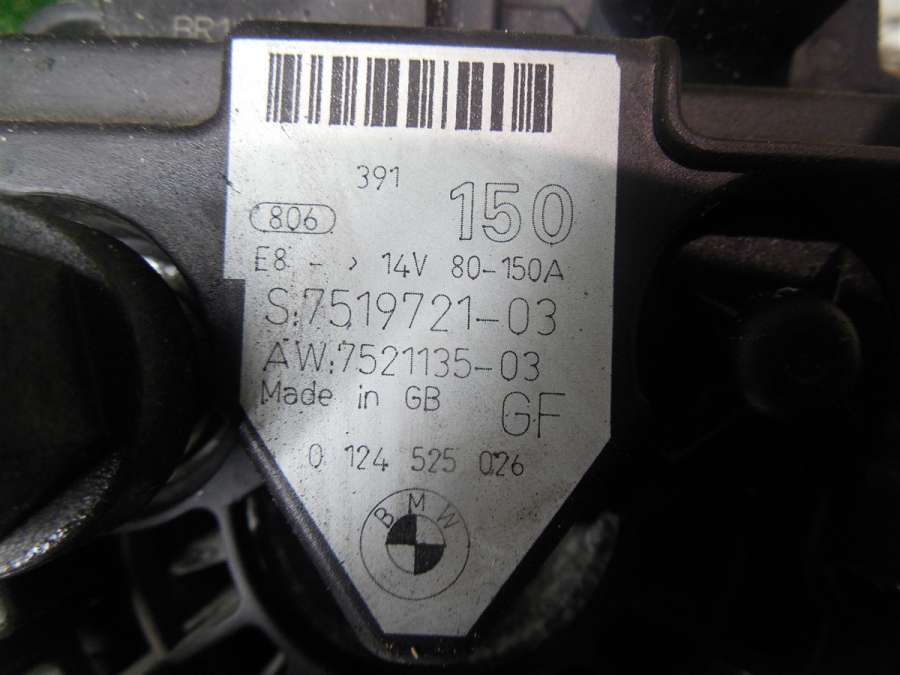 391
150
806
E8 - > 14V 80-150A
S:7519721-03
AW:7521135-03
Made in GB
GF
0 124 525 026
BMW